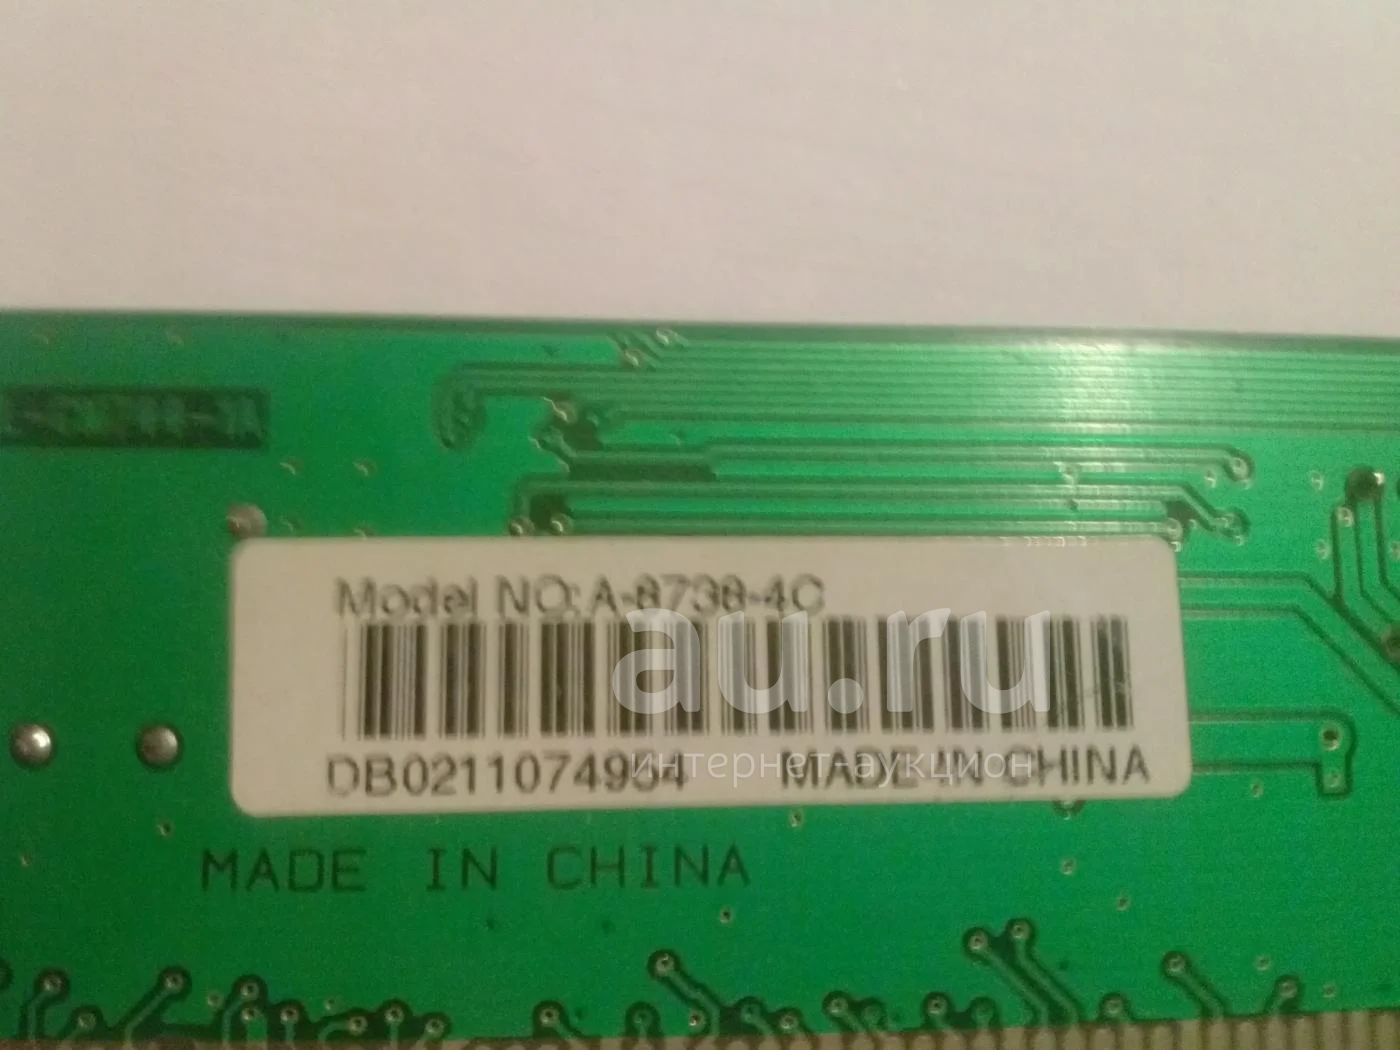 Model NO:A-8738-4C
au.ru
DB0211074954 MADE IN CHINA
интернет-аукцион
MADE IN CHINA